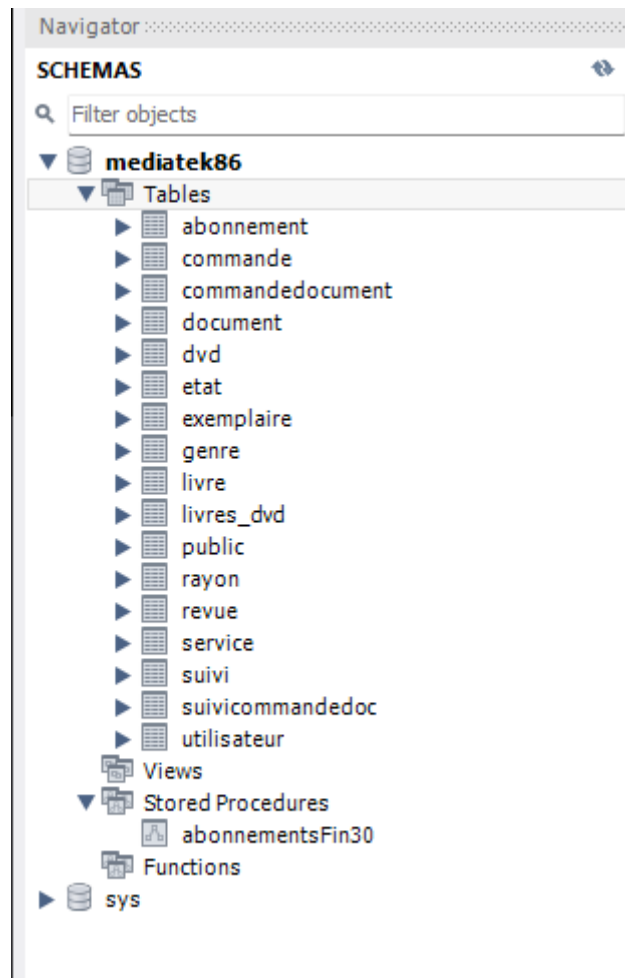 Navigator
SCHEMAS
Filter objects
mediatek86
Tables
abonnement
commande
commandedocument
document
dvd
etat
exemplaire
genre
livre
livres_dvd
public
rayon
revue
service
suivi
suivicommandedoc
utilisateur
Views
Stored Procedures
abonnementsFin30
Functions
sys